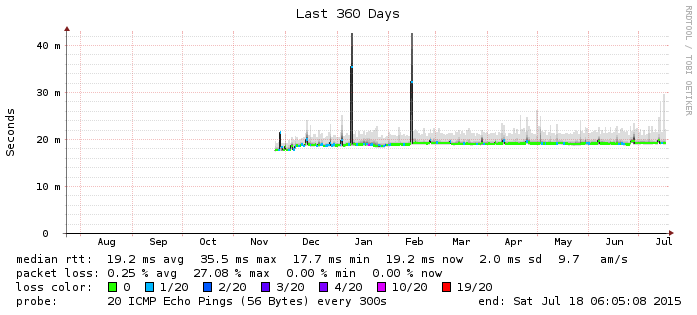 Last 360 Days
RRDTOOL / TOBI OETIKER
Seconds
40 m
30 m
20 m
10 m
0
Aug Sep Oct Nov Dec Jan Feb Mar Apr May Jun Jul
median rtt: 19.2 ms avg 35.5 ms max 17.7 ms min 19.2 ms now 2.0 ms sd 9.7 am/s
packet loss: 0.25 % avg 27.08 % max 0.00 % min 0.00 % now
loss color: 0 1/20 2/20 3/20 4/20 10/20 19/20
probe: 20 ICMP Echo Pings (56 Bytes) every 300s end: Sat Jul 18 06:05:08 2015